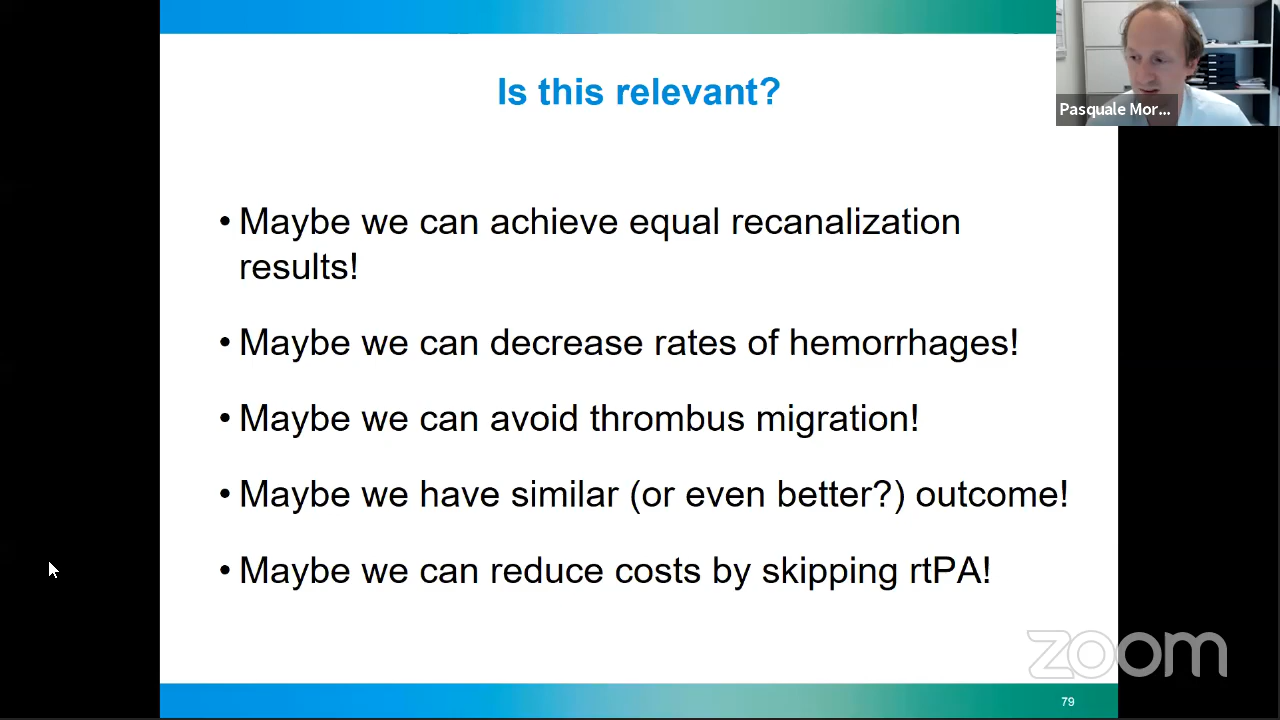 Is this relevant?
Pasquale Mor...
• Maybe we can achieve equal recanalization
results!
• Maybe we can decrease rates of hemorrhages!
• Maybe we can avoid thrombus migration!
• Maybe we have similar (or even better?) outcome!
• Maybe we can reduce costs by skipping rtPA!
zoom
79